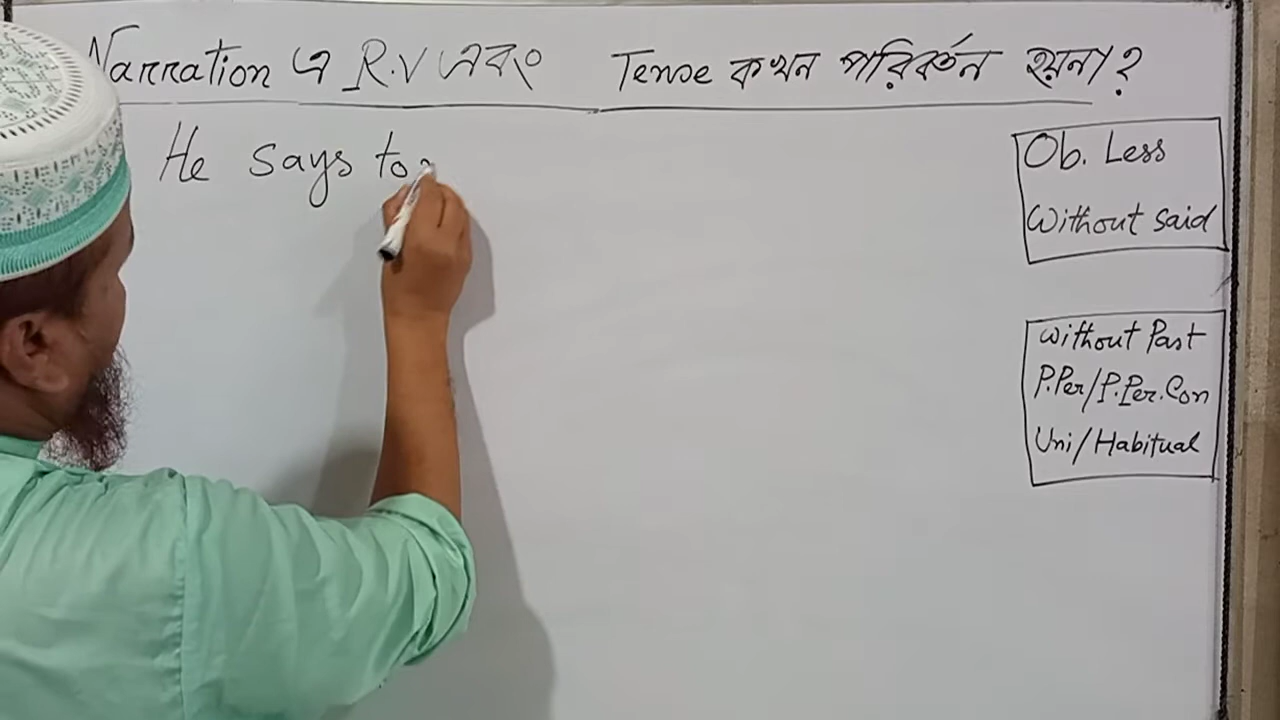 Narration এ R.V এবং Tense কখন পরিবর্তন হয়না?
He says to
Ob. Less
Without said
Without Past
P.Per/P.Per.Con
Uni/Habitual